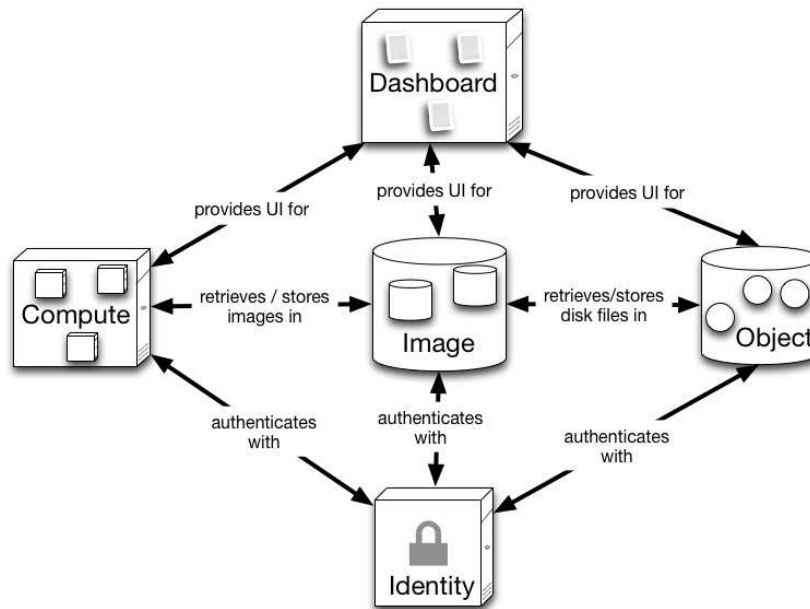 Dashboard
provides UI for
provides UI for
provides UI for
Compute
retrieves / stores
images in
Image
retrieves/stores
disk files in
Object
authenticates
with
authenticates
with
authenticates
with
Identity